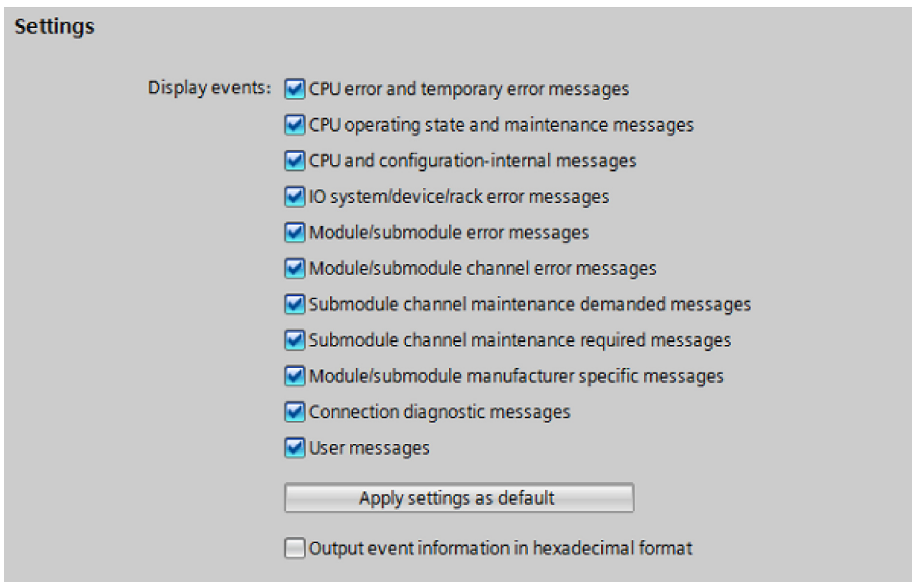 Settings
Display events: CPU error and temporary error messages
CPU operating state and maintenance messages
CPU and configuration-internal messages
IO system/device/rack error messages
Module/submodule error messages
Module/submodule channel error messages
Submodule channel maintenance demanded messages
Submodule channel maintenance required messages
Module/submodule manufacturer specific messages
Connection diagnostic messages
User messages
Apply settings as default
Output event information in hexadecimal format